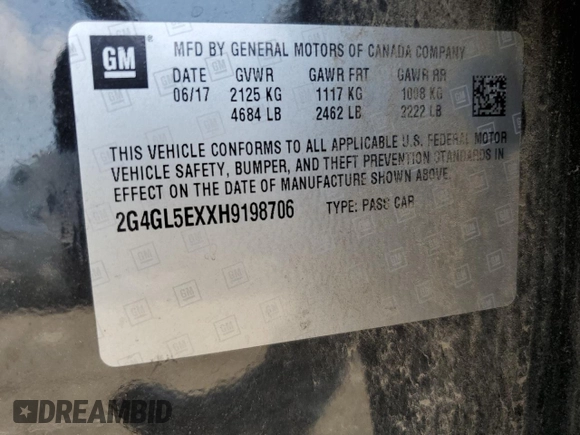 GM
MFD BY GENERAL MOTORS OF CANADA COMPANY
DATE GVWR GAWR FRT GAWR RR
06/17 2125 KG 1117 KG 1008 KG
4684 LB 2462 LB 2222 LB
THIS VEHICLE CONFORMS TO ALL APPLICABLE U.S. FEDERAL MOTOR
VEHICLE SAFETY, BUMPER, AND THEFT PREVENTION STANDARDS IN
EFFECT ON THE DATE OF MANUFACTURE SHOWN ABOVE.
2G4GL5EXXH9198706 TYPE: PASS CAR
DREAMBID